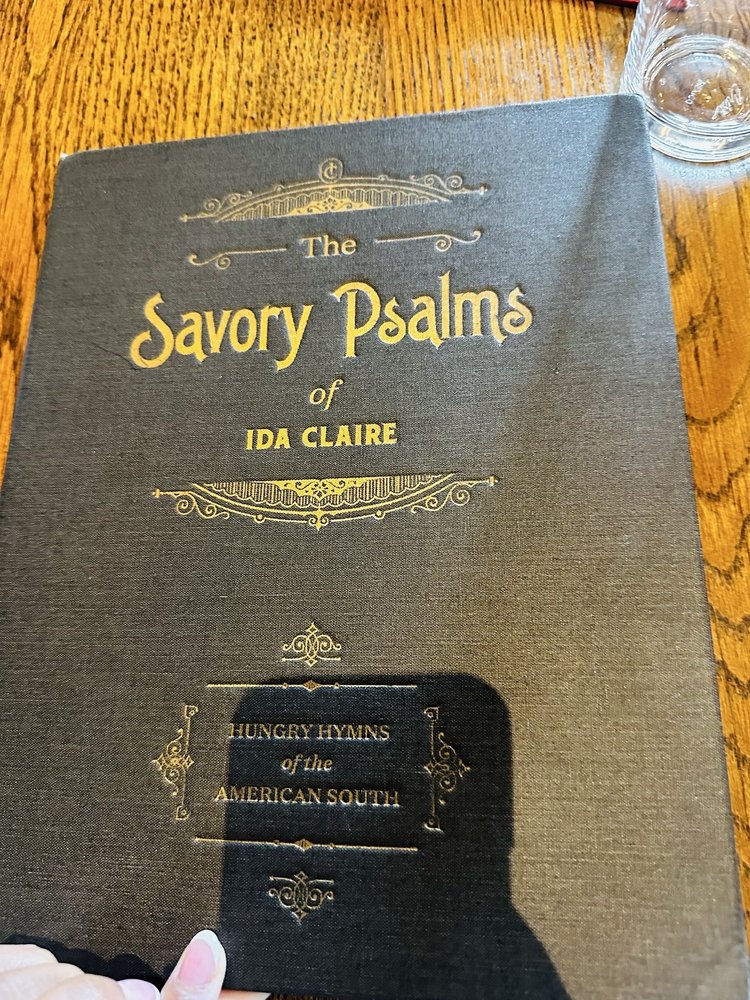 The
Savory Psalms
of
IDA CLAIRE
HUNGRY HYMNS
of the
AMERICAN SOUTH